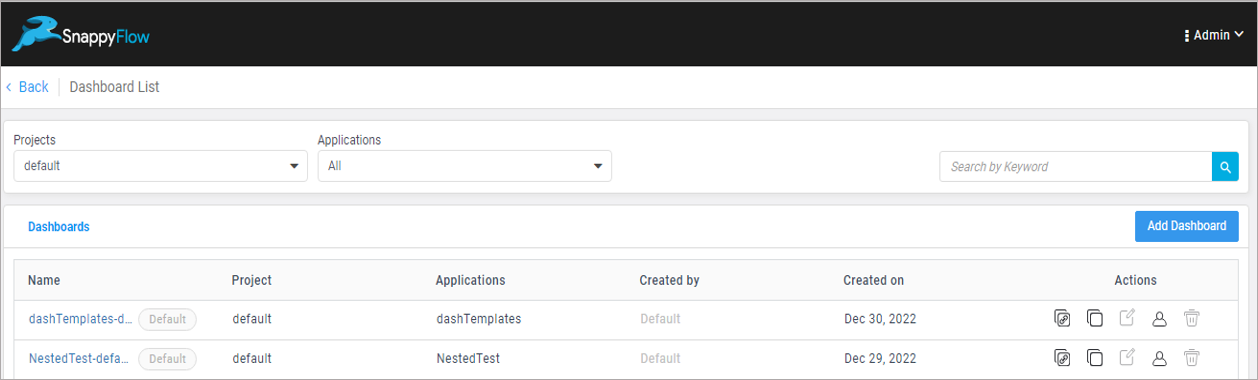 SnappyFlow
Admin
Back Dashboard List
Projects Applications
default All Search by Keyword
Dashboards Add Dashboard
Name Project Applications Created by Created on Actions
dashTemplates-d... Default default dashTemplates Default Dec 30, 2022
NestedTest-defa... Default default NestedTest Default Dec 29, 2022